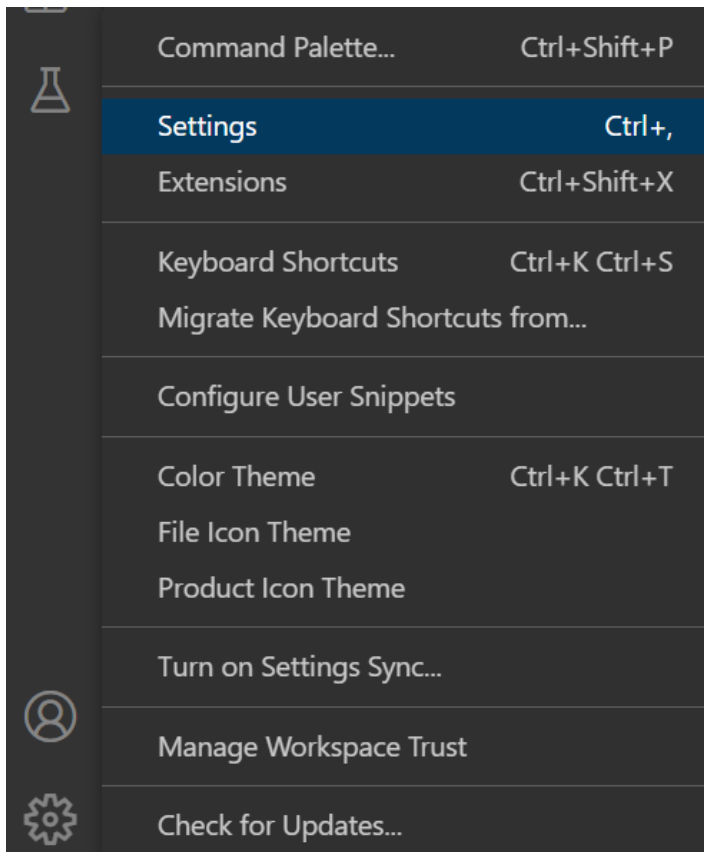 Command Palette... Ctrl+Shift+P
Settings Ctrl+,
Extensions Ctrl+Shift+X
Keyboard Shortcuts Ctrl+K Ctrl+S
Migrate Keyboard Shortcuts from...
Configure User Snippets
Color Theme Ctrl+K Ctrl+T
File Icon Theme
Product Icon Theme
Turn on Settings Sync...
Manage Workspace Trust
Check for Updates...